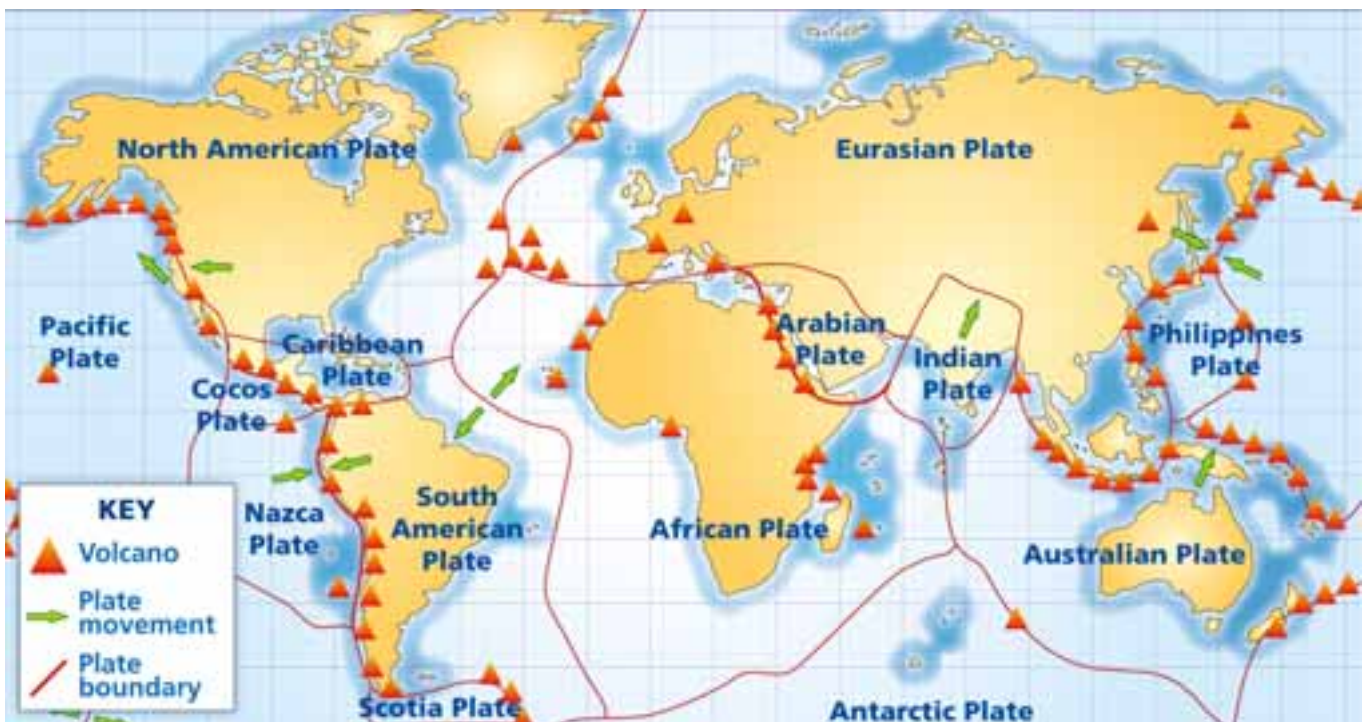 North American Plate
Eurasian Plate
Pacific
Plate
Caribbean
Plate
Cocos
Plate
Arabian
Plate
Indian
Plate
Philippines
Plate
Nazca
Plate
South
American
Plate
African Plate
Australian Plate
Scotia Plate
Antarctic Plate
KEY
Volcano
Plate
movement
Plate
boundary